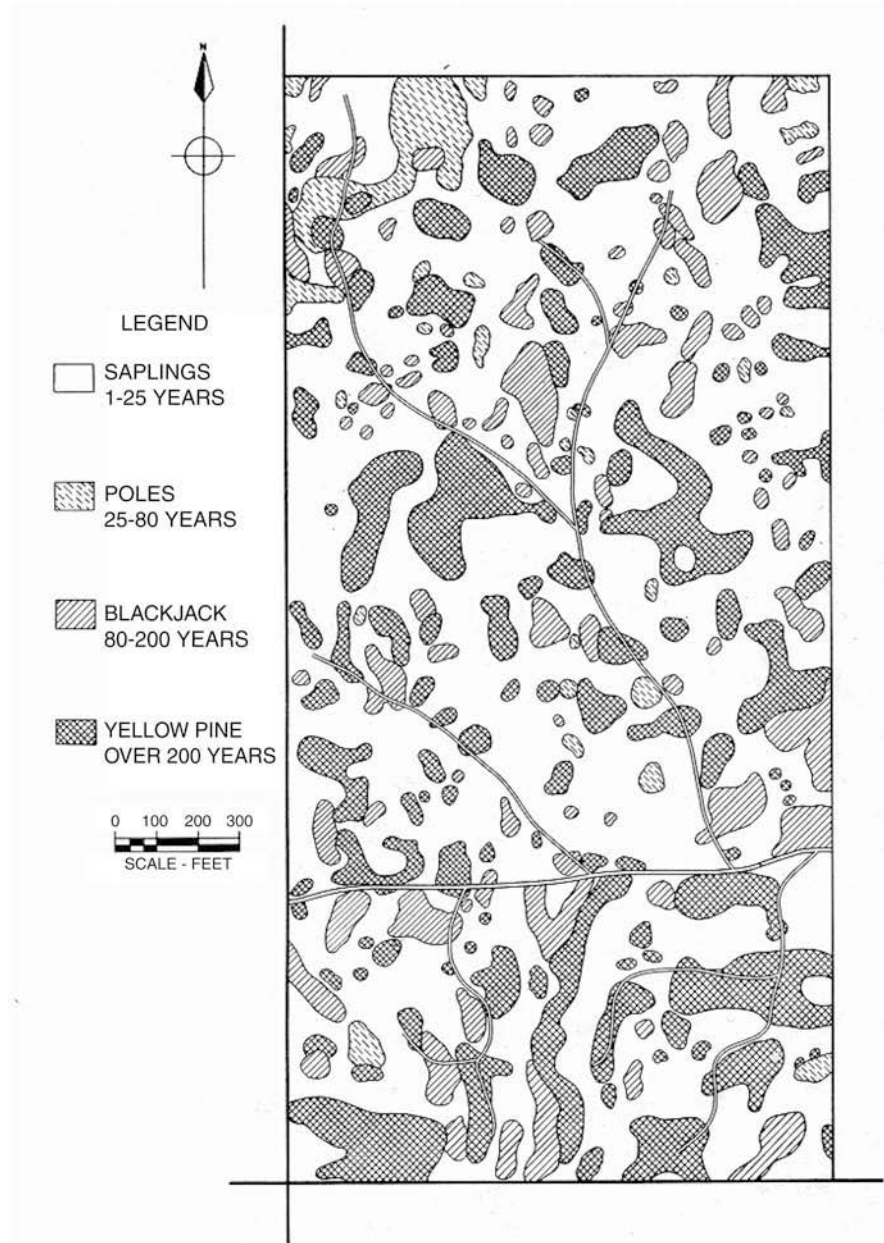 N
LEGEND
SAPLINGS
1-25 YEARS
POLES
25-80 YEARS
BLACKJACK
80-200 YEARS
YELLOW PINE
OVER 200 YEARS
0 100 200 300
SCALE - FEET